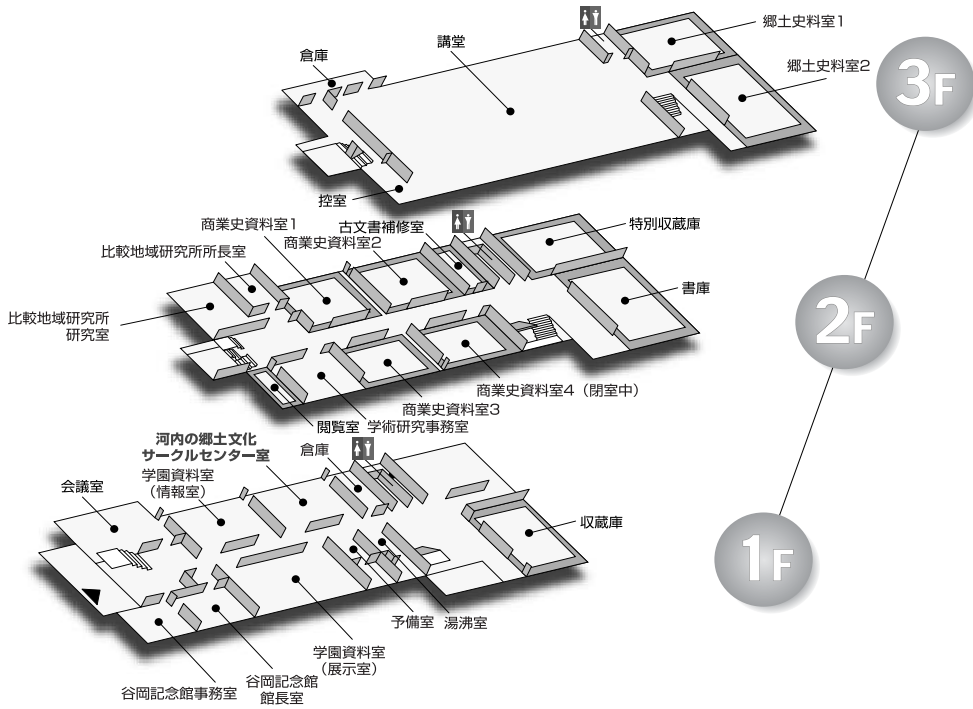 郷土史料室1
講堂
倉庫
郷土史料室2
3F
控室
商業史資料室1
古文書補修室
特別収蔵庫
商業史資料室2
比較地域研究所所長室
書庫
比較地域研究所
研究室
2F
商業史資料室4（閉室中）
商業史資料室3
閲覧室
学術研究事務室
河内の郷土文化
サークルセンター室
倉庫
学園資料室
（情報室）
会議室
収蔵庫
1F
予備室
湯沸室
学園資料室
（展示室）
谷岡記念館
館長室
谷岡記念館事務室